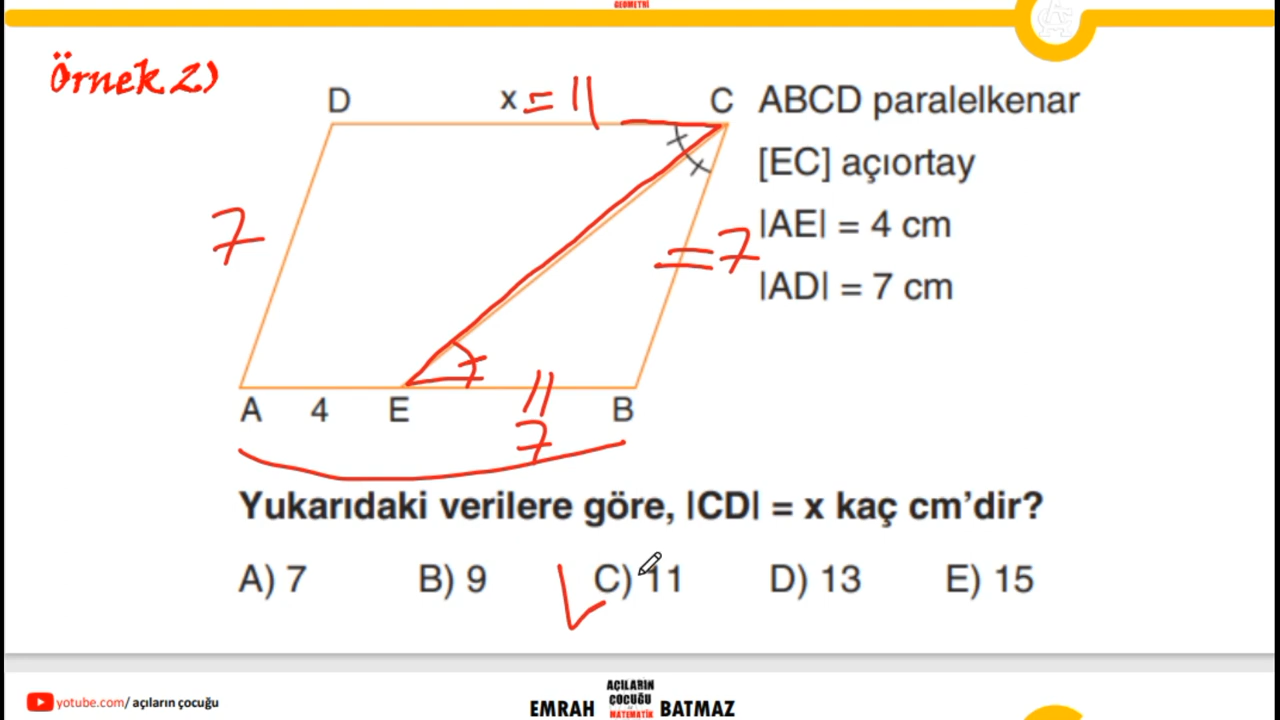 GEOMETRİ
Örnek 2)
D x = 11 C
ABCD paralelkenar
[EC] açıortay
|AE| = 4 cm
|AD| = 7 cm
7
= 7
A 4 E B
7
Yukarıdaki verilere göre, |CD| = x kaç cm'dir?
A) 7 B) 9 C) 11 D) 13 E) 15
yotube.com/ açıların çocuğu
EMRAH AÇILARIN ÇOCUĞU MATEMATİK BATMAZ